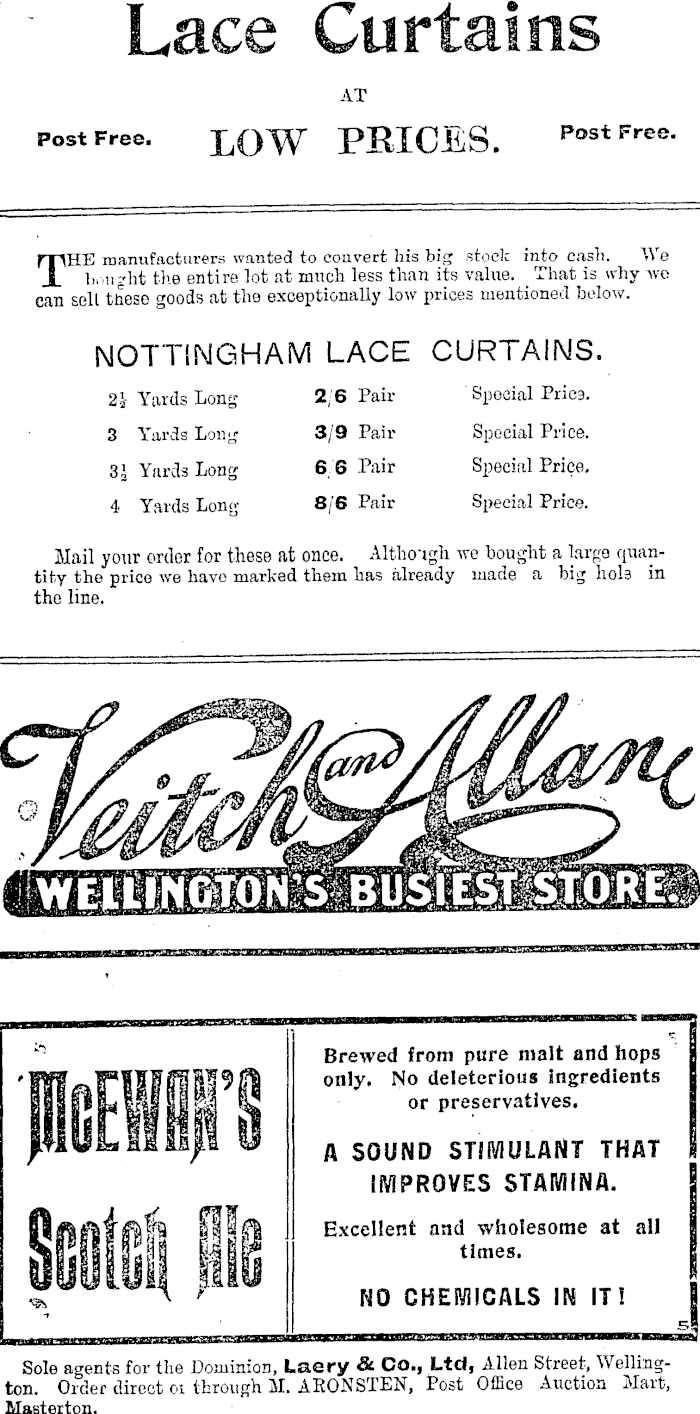 Lace Curtains
AT
Post Free. LOW PRICES. Post Free.
THE manufacturers wanted to convert his big stock into cash. We
bought the entire lot at much less than its value. That is why we
can sell these goods at the exceptionally low prices mentioned below.
NOTTINGHAM LACE CURTAINS.
2½ Yards Long 2/6 Pair Special Price.
3 Yards Long 3/9 Pair Special Price.
3½ Yards Long 6/6 Pair Special Price.
4 Yards Long 8/6 Pair Special Price.
Mail your order for these at once. Although we bought a large quan-
tity the price we have marked them has already made a big hole in
the line.
Veitch and Allan
WELLINGTON'S BUSIEST STORE.
McEWAN'S
Scotch Ale
Brewed from pure malt and hops
only. No deleterious ingredients
or preservatives.
A SOUND STIMULANT THAT
IMPROVES STAMINA.
Excellent and wholesome at all
times.
NO CHEMICALS IN IT!
5
Sole agents for the Dominion, Laery & Co., Ltd, Allen Street, Welling-
ton. Order direct or through M. ARONSTEN, Post Office Auction Mart,
Masterton.